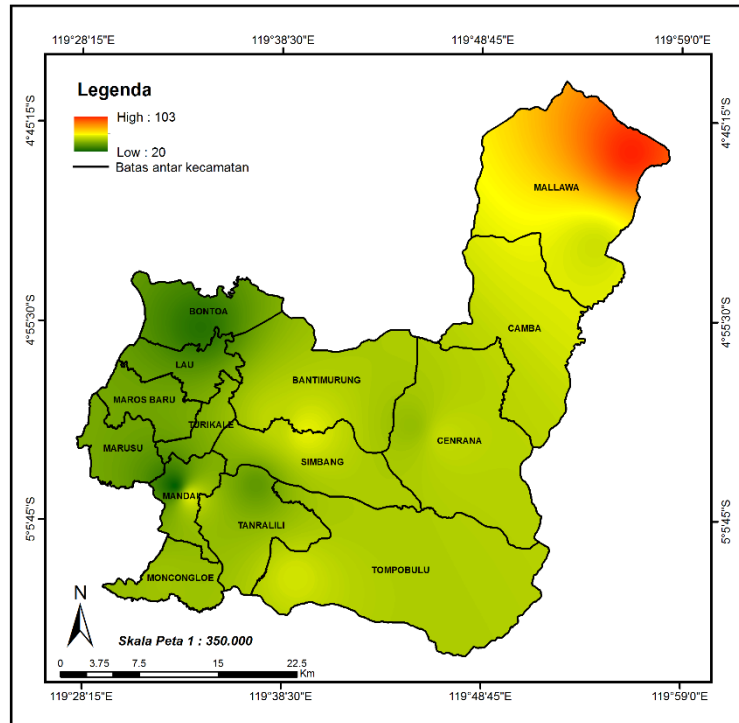 119°28'15"E 119°38'30"E 119°48'45"E 119°59'0"E
Legenda
High : 103
Low : 20
Batas antar kecamatan
4°45'15"S
4°45'15"S
MALLAWA
BONTOA
4°55'30"S
4°55'30"S
CAMBA
LAU
BANTIMURUNG
MAROS BARU
TURIKALE
MARUSU
CENRANA
SIMBANG
MANDAI
5°5'45"S
5°5'45"S
TANRALILI
TOMPOBULU
MONCONGLOE
N
Skala Peta 1 : 350.000
0 3.75 7.5 15 22.5
Km
119°28'15"E 119°38'30"E 119°48'45"E 119°59'0"E